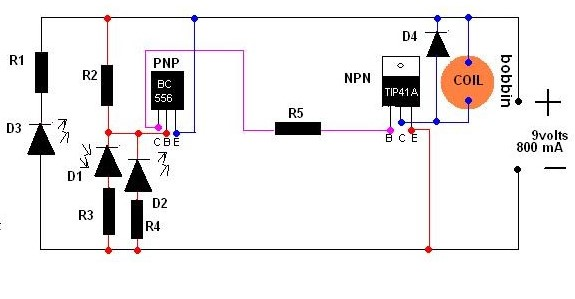 R1
R2
PNP
BC
556
D4
NPN
TIP41A
COIL
bobbin
+
D3
C B E
R5
B C E
9volts
800 mA
−
D1
D2
R3
R4